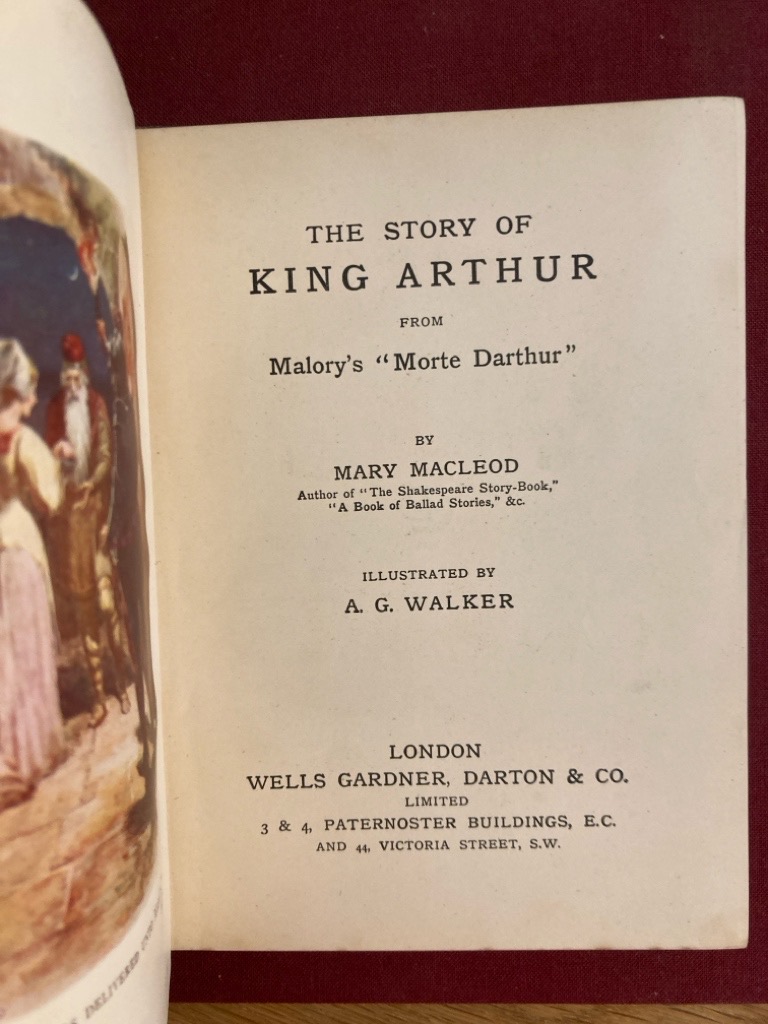 THE STORY OF
KING ARTHUR
FROM
Malory's "Morte Darthur"
BY
MARY MACLEOD
Author of "The Shakespeare Story-Book,"
"A Book of Ballad Stories," &c.
ILLUSTRATED BY
A. G. WALKER
LONDON
WELLS GARDNER, DARTON & CO.
LIMITED
3 & 4, PATERNOSTER BUILDINGS, E.C.
AND 44, VICTORIA STREET, S.W.
DELIVERED